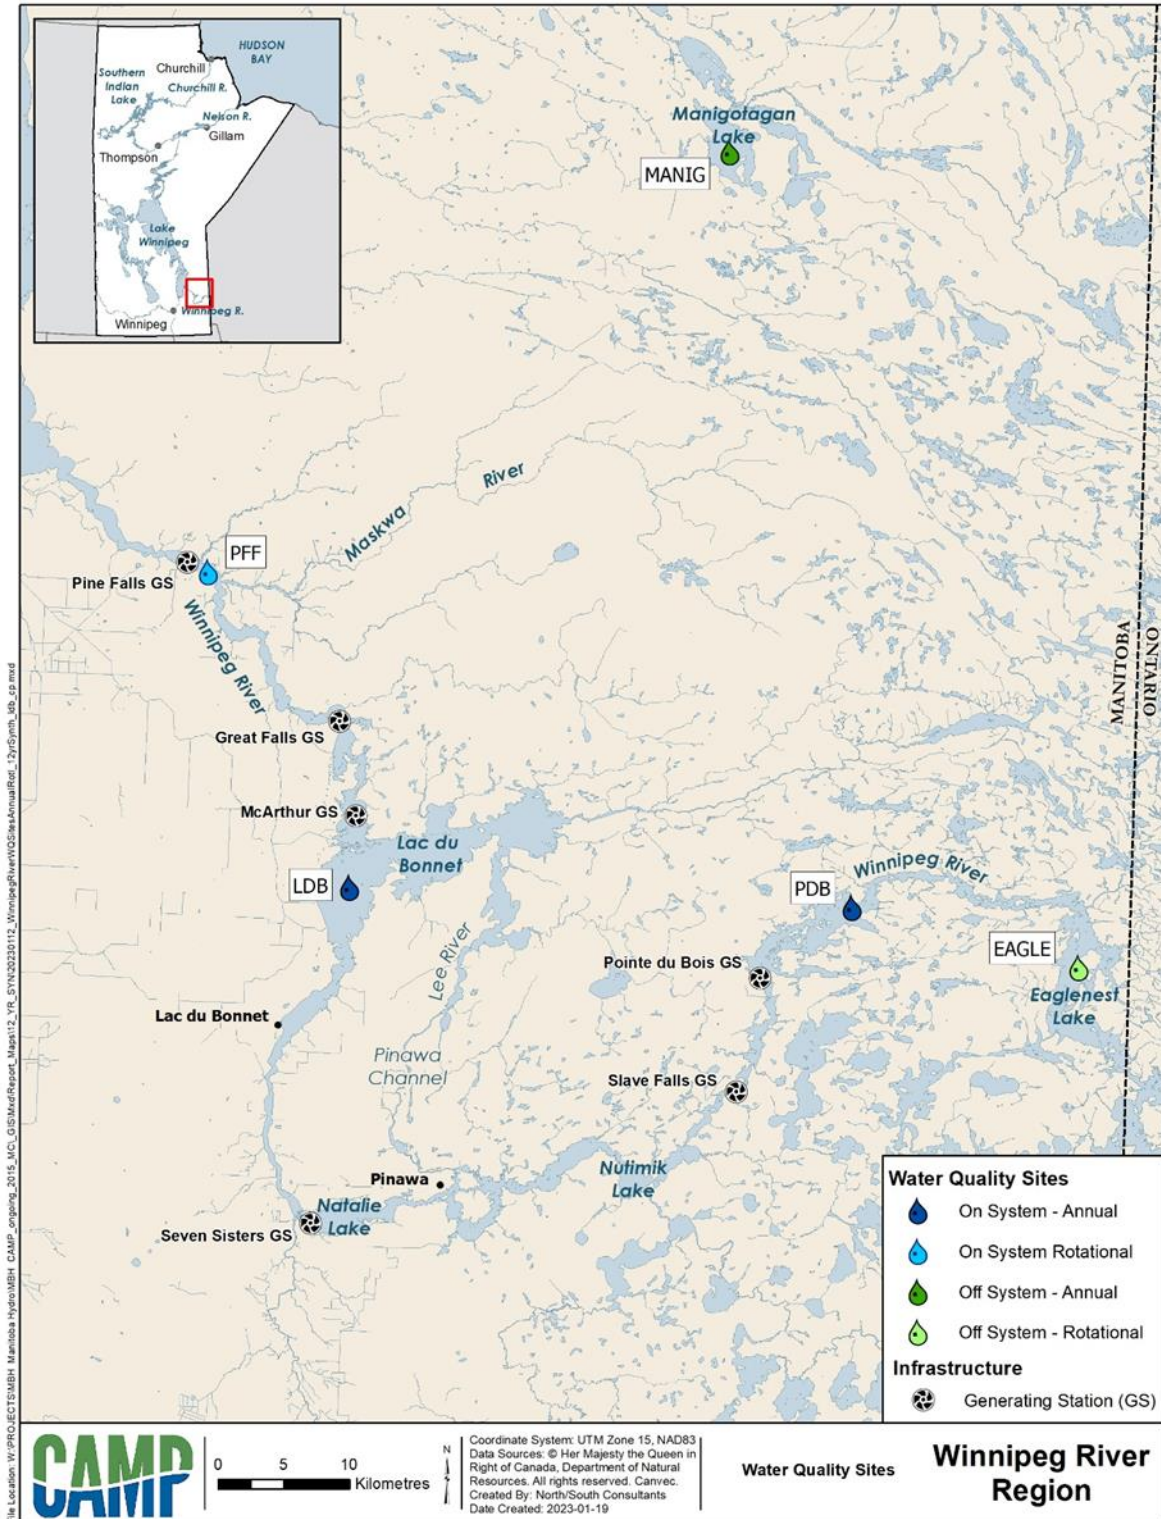 HUDSON
BAY
Churchill
Southern
Indian
Lake
Churchill R.
Nelson R.
Gillam
Thompson
Lake
Winnipeg
Winnipeg R.
Winnipeg
Manigotagan
Lake
MANIG
Maskwa River
PFF
Pine Falls GS
Winnipeg River
Great Falls GS
McArthur GS
Lac du
Bonnet
LDB
Lee River
Winnipeg River
PDB
EAGLE
Eaglenest
Lake
Pointe du Bois GS
Lac du Bonnet
Pinawa
Channel
Slave Falls GS
Nutimik
Lake
Pinawa
Natalie
Lake
Seven Sisters GS
MANITOBA
ONTARIO
Water Quality Sites
On System - Annual
On System Rotational
Off System - Annual
Off System - Rotational
Infrastructure
Generating Station (GS)
CAMP
0 5 10
Kilometres
N
Coordinate System: UTM Zone 15, NAD83
Data Sources: © Her Majesty the Queen in
Right of Canada, Department of Natural
Resources. All rights reserved. Canvec.
Created By: North/South Consultants
Date Created: 2023-01-19
Water Quality Sites
Winnipeg River
Region